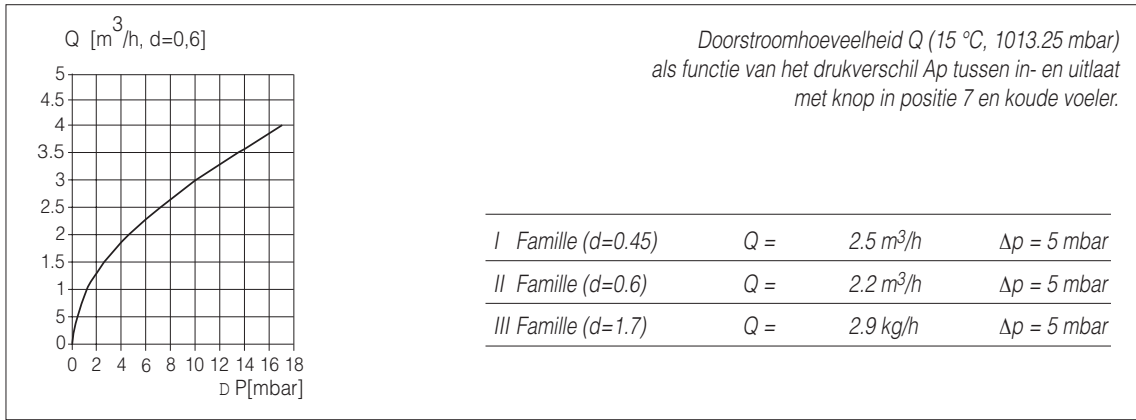 Q [m³/h, d=0,6]
5
4.5
4
3.5
3
2.5
2
1.5
1
5
0
0 2 4 6 8 10 12 14 16 18
D P[mbar]
Doorstroomhoeveelheid Q (15 °C, 1013.25 mbar)
als functie van het drukverschil Ap tussen in- en uitlaat
met knop in positie 7 en koude voeler.
I Famille (d=0.45) Q = 2.5 m³/h Δp = 5 mbar
II Famille (d=0.6) Q = 2.2 m³/h Δp = 5 mbar
III Famille (d=1.7) Q = 2.9 kg/h Δp = 5 mbar